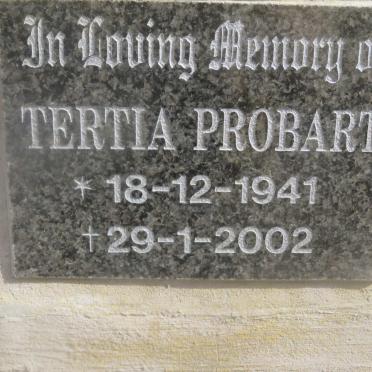 In Loving Memory o
TERTIA PROBART
* 18-12-1941
†29-1-2002